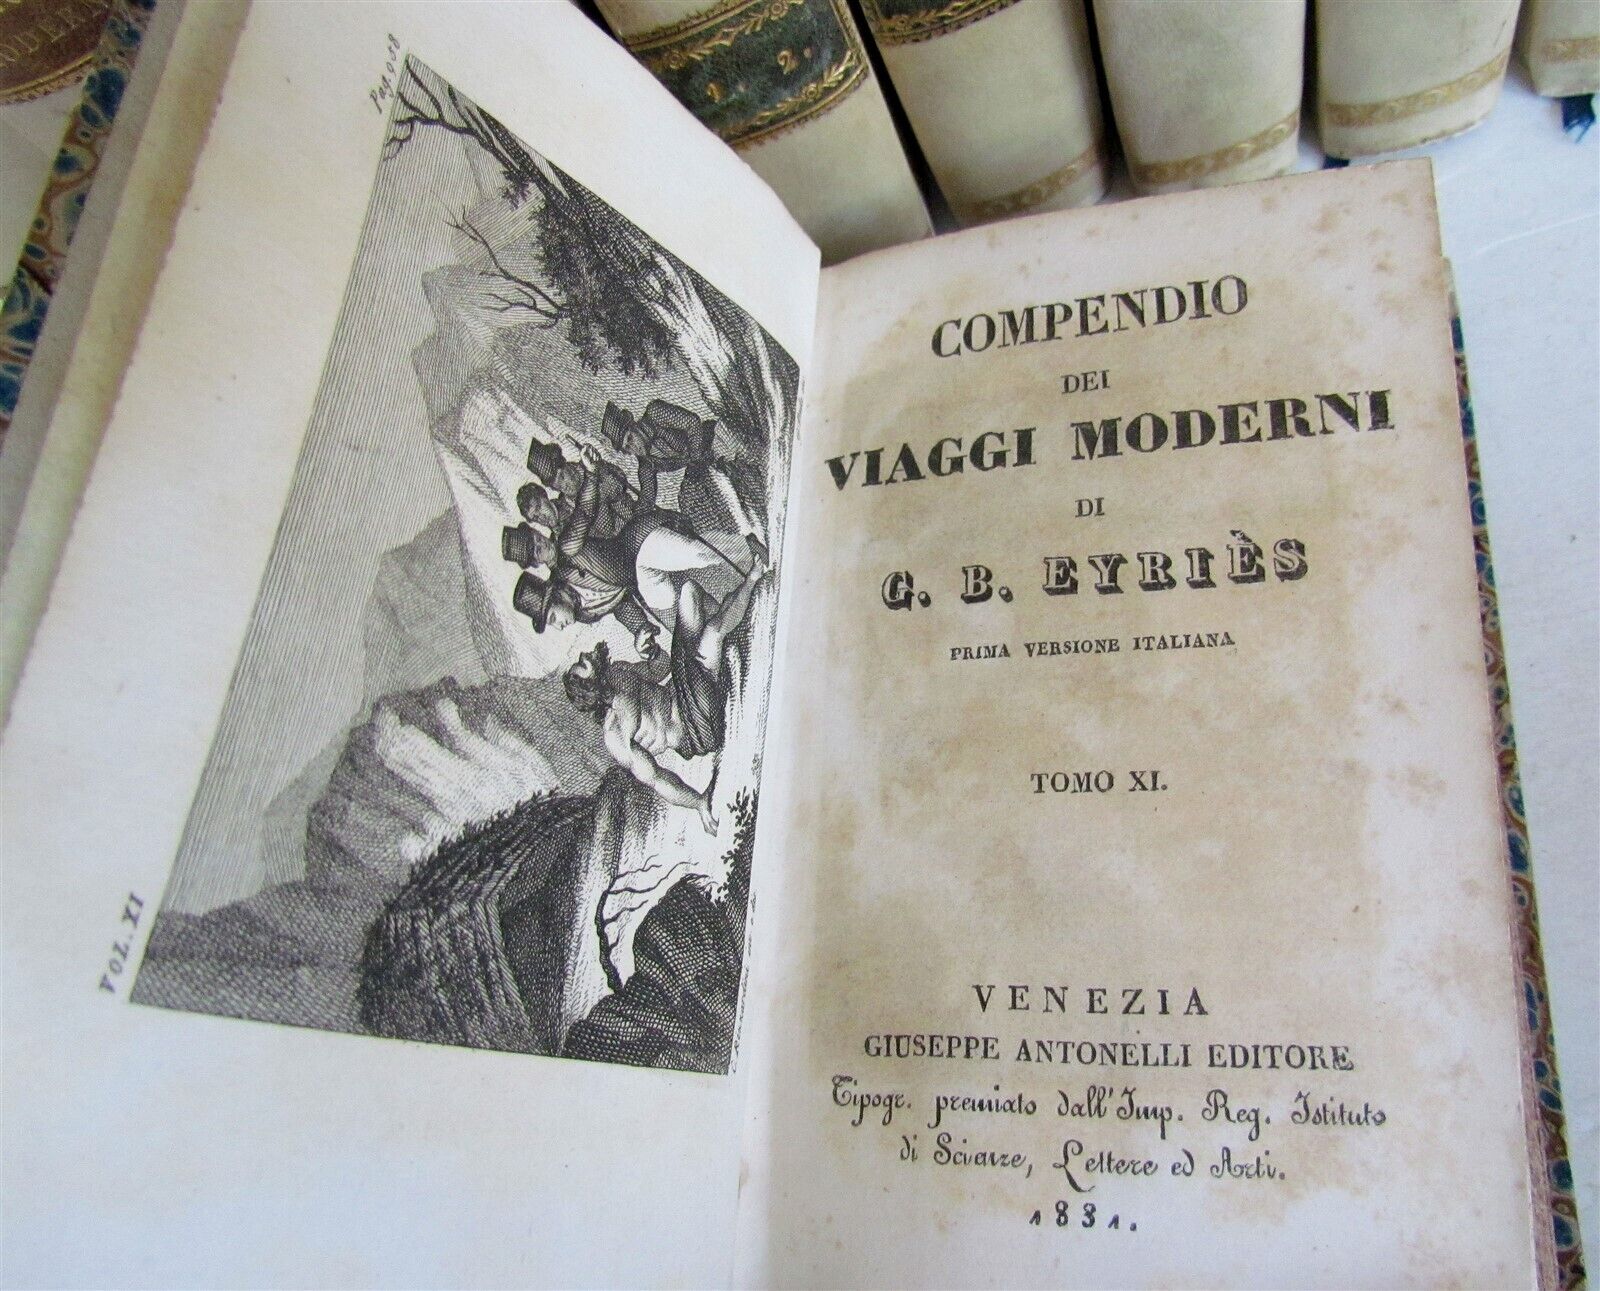 2.
Pag.
VOL. XI
COMPENDIO
DEI
VIAGGI MODERNI
DI
G. B. EYRIÈS
PRIMA VERSIONE ITALIANA
TOMO XI.
VENEZIA
GIUSEPPE ANTONELLI EDITORE
Tipogr. premiato dall'Imp. Reg. Istituto
di Scienze, Lettere ed Arti.
1831.